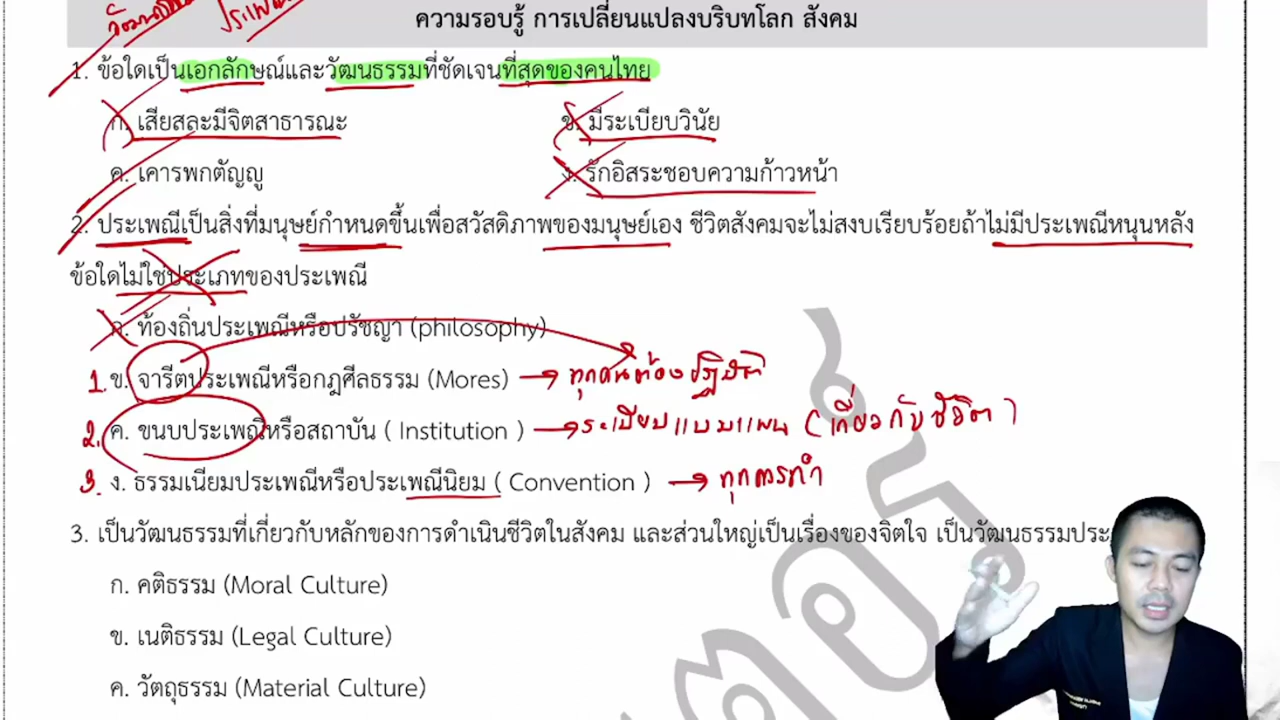 ความรอบรู้ การเปลี่ยนแปลงบริบทโลก สังคม
1. ข้อใดเป็นเอกลักษณ์และวัฒนธรรมที่ชัดเจนที่สุดของคนไทย
ก. เสียสละมีจิตสาธารณะ ข. มีระเบียบวินัย
ค. เคารพกตัญญู ง. รักอิสระชอบความก้าวหน้า
2. ประเพณีเป็นสิ่งที่มนุษย์กำหนดขึ้นเพื่อสวัสดิภาพของมนุษย์เอง ชีวิตสังคมจะไม่สงบเรียบร้อยถ้าไม่มีประเพณีหนุนหลัง
ข้อใดไม่ใช่ประเภทของประเพณี
ก. ท้องถิ่นประเพณีหรือปรัชญา (philosophy)
1. ข. จารีตประเพณีหรือกฎศีลธรรม (Mores) → ทุกคนต้องปฏิบัติ
2. ค. ขนบประเพณีหรือสถาบัน ( Institution ) → ระเบียบแบบแผน (เกี่ยวกับชีวิต)
3. ง. ธรรมเนียมประเพณีหรือประเพณีนิยม ( Convention ) → ทุกควรทำ
3. เป็นวัฒนธรรมที่เกี่ยวกับหลักของการดำเนินชีวิตในสังคม และส่วนใหญ่เป็นเรื่องของจิตใจ เป็นวัฒนธรรมประ
ก. คติธรรม (Moral Culture)
ข. เนติธรรม (Legal Culture)
ค. วัตถุธรรม (Material Culture)